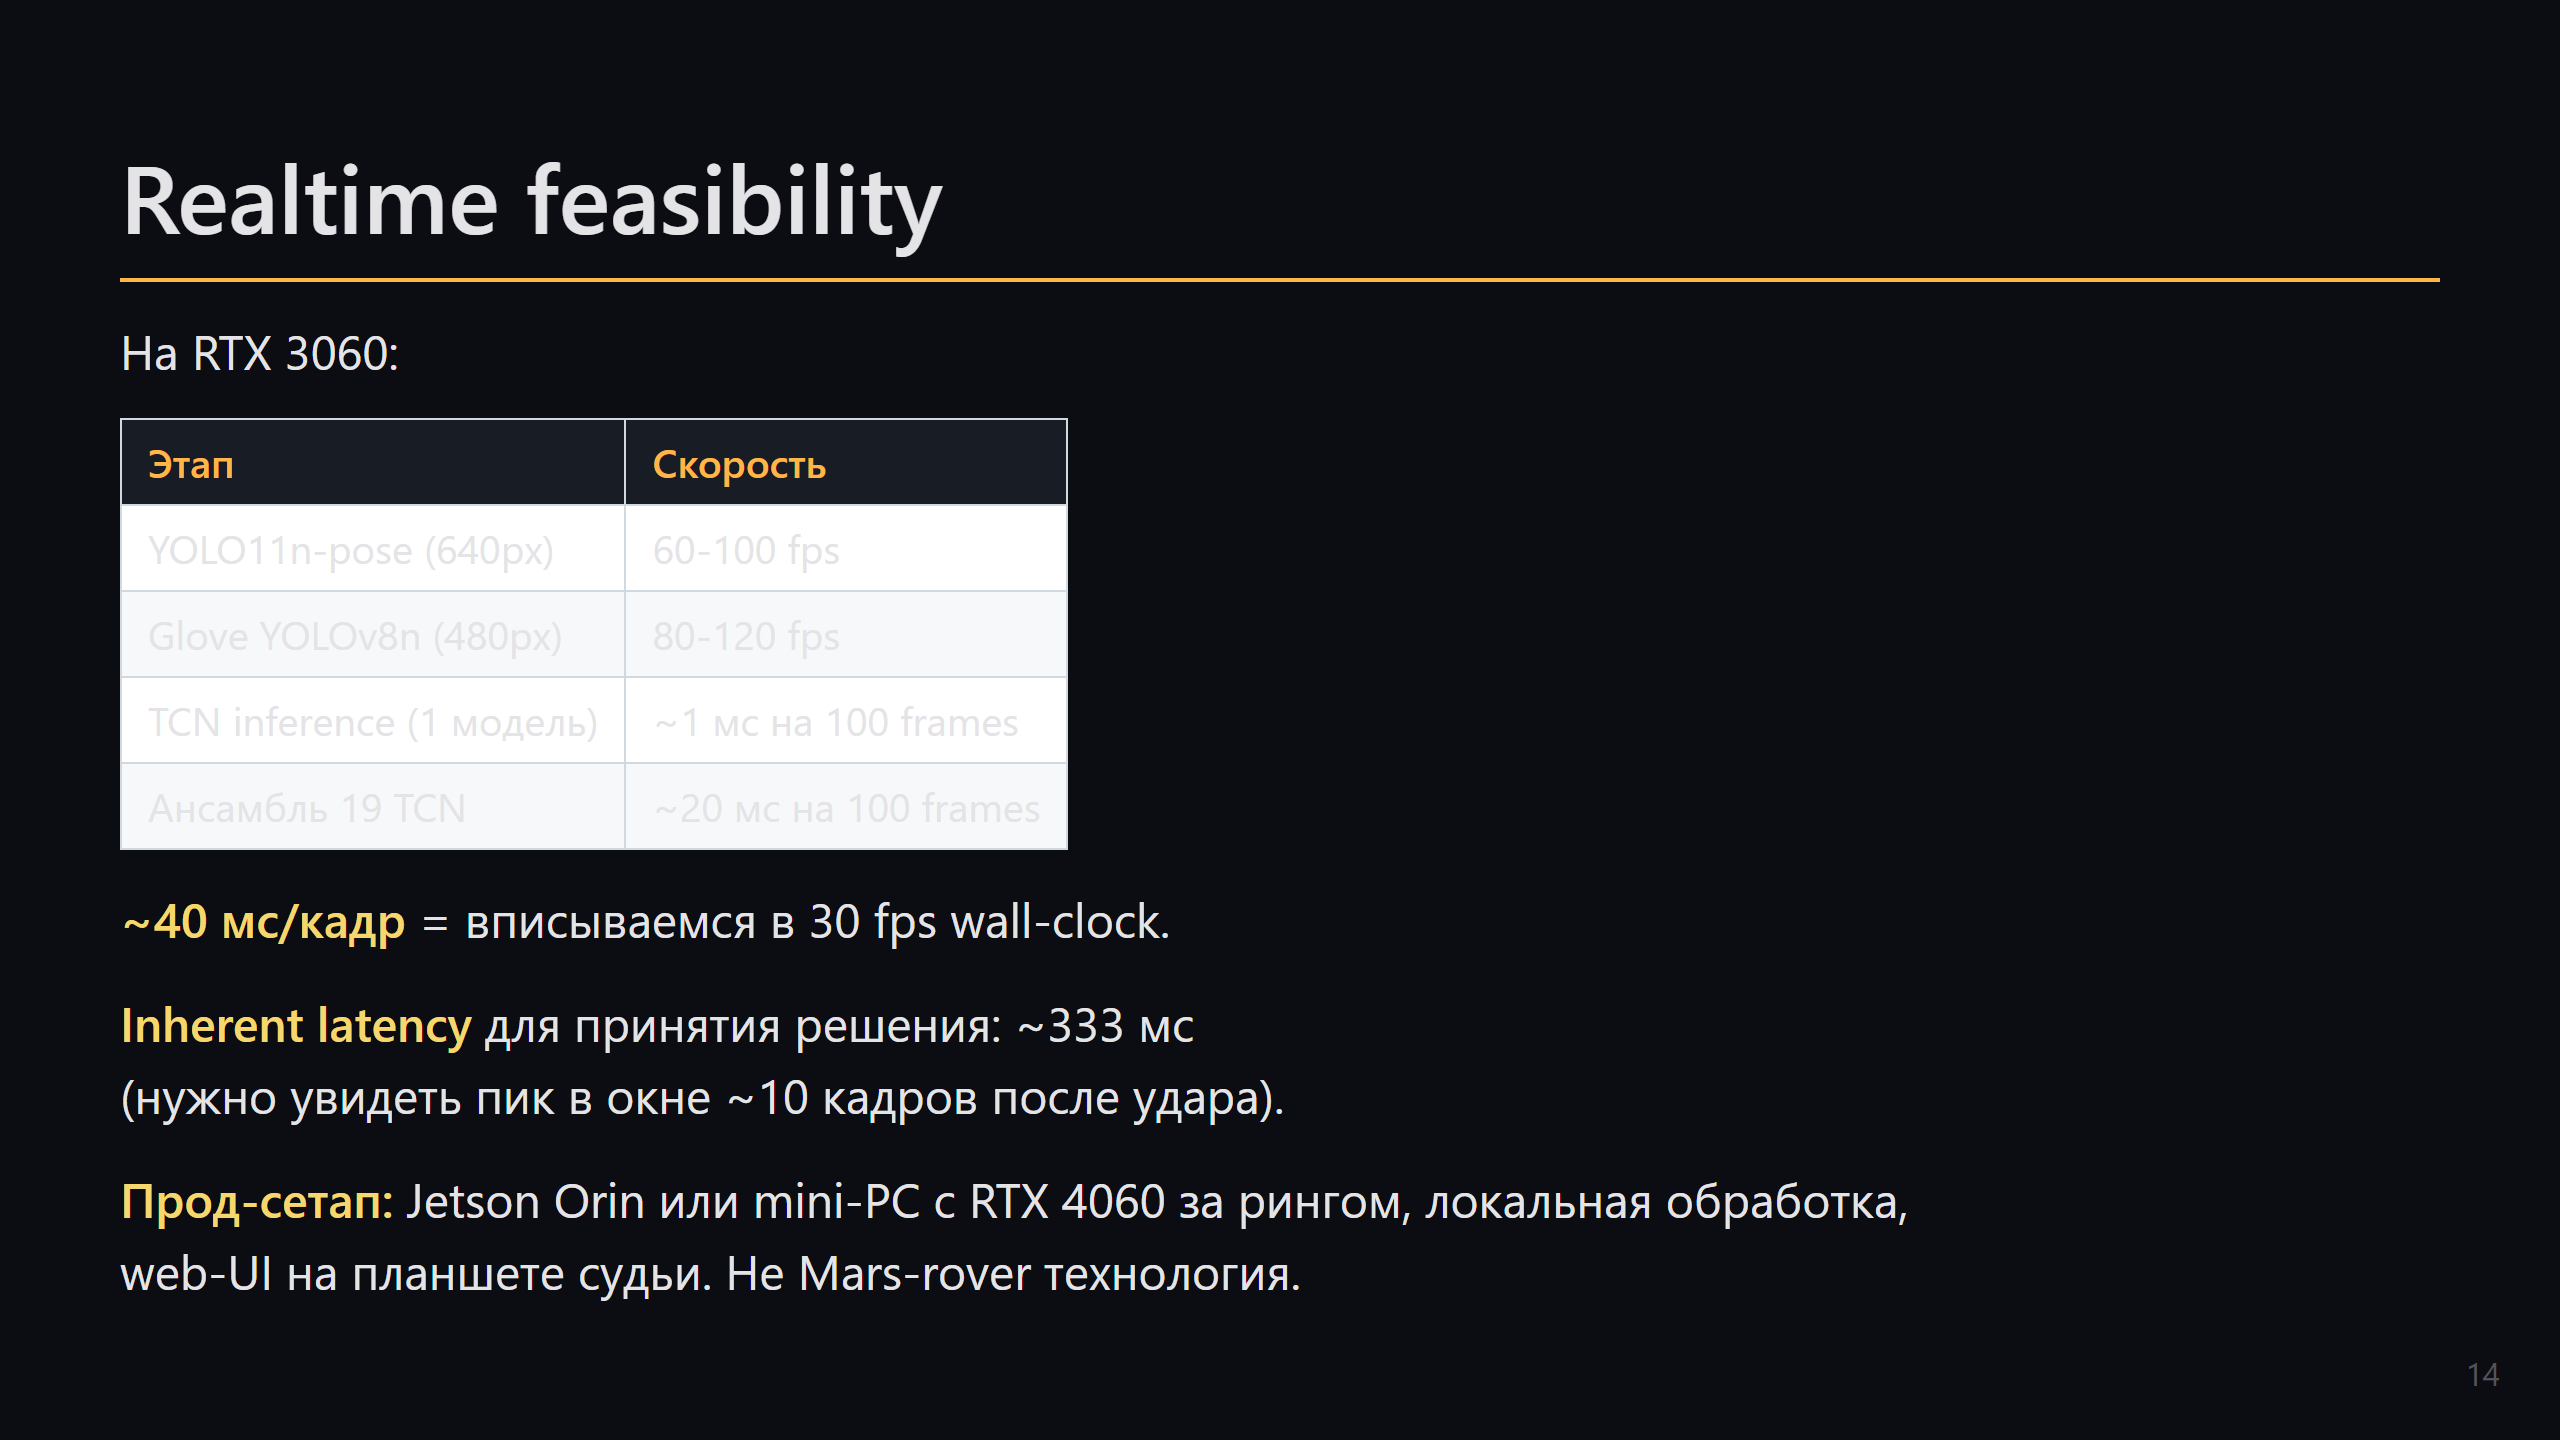 Realtime feasibility
На RTX 3060:
Этап Скорость
YOLO11n-pose (640px) 60-100 fps
Glove YOLOv8n (480px) 80-120 fps
TCN inference (1 модель) ~1 мс на 100 frames
Ансамбль 19 TCN ~20 мс на 100 frames
~40 мс/кадр = вписываемся в 30 fps wall-clock.
Inherent latency для принятия решения: ~333 мс
(нужно увидеть пик в окне ~10 кадров после удара).
Прод-сетап: Jetson Orin или mini-PC с RTX 4060 за рингом, локальная обработка,
web-UI на планшете судьи. Не Mars-rover технология.
14